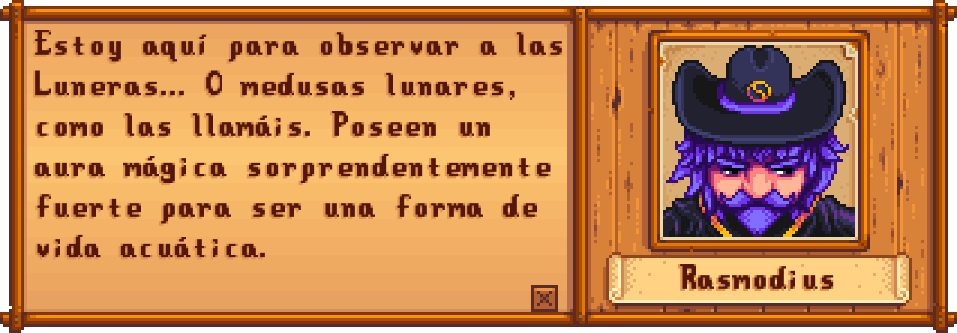 Estoy aquí para observar a las
Luneras... O medusas lunares,
como las llamáis. Poseen un
aura mágica sorprendentemente
fuerte para ser una forma de
vida acuática.
Rasmodius